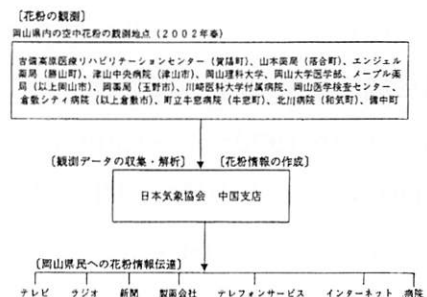 〔花粉の観測〕
岡山県内の空中花粉の観測地点(2002年春)
吉備高原医療リハビリテーションセンター(賀陽町)、山本薬局(落合町)、エンジェル
薬局(勝山町)、津山中央病院(津山市)、岡山理科大学、岡山大学医学部、メープル薬
局(以上岡山市)、岡薬局(玉野市)、川崎医科大学付属病院、岡山医学検査センター、
倉敷シティ病院(以上倉敷市)、町立牛窓病院(牛窓町)、北川病院(和気町)、備中町
〔観測データの収集・解析〕 〔花粉情報の作成〕
日本気象協会 中国支店
〔岡山県民への花粉情報伝達〕
テレビ ラジオ 新聞 製薬会社 テレフォンサービス インターネット 病院